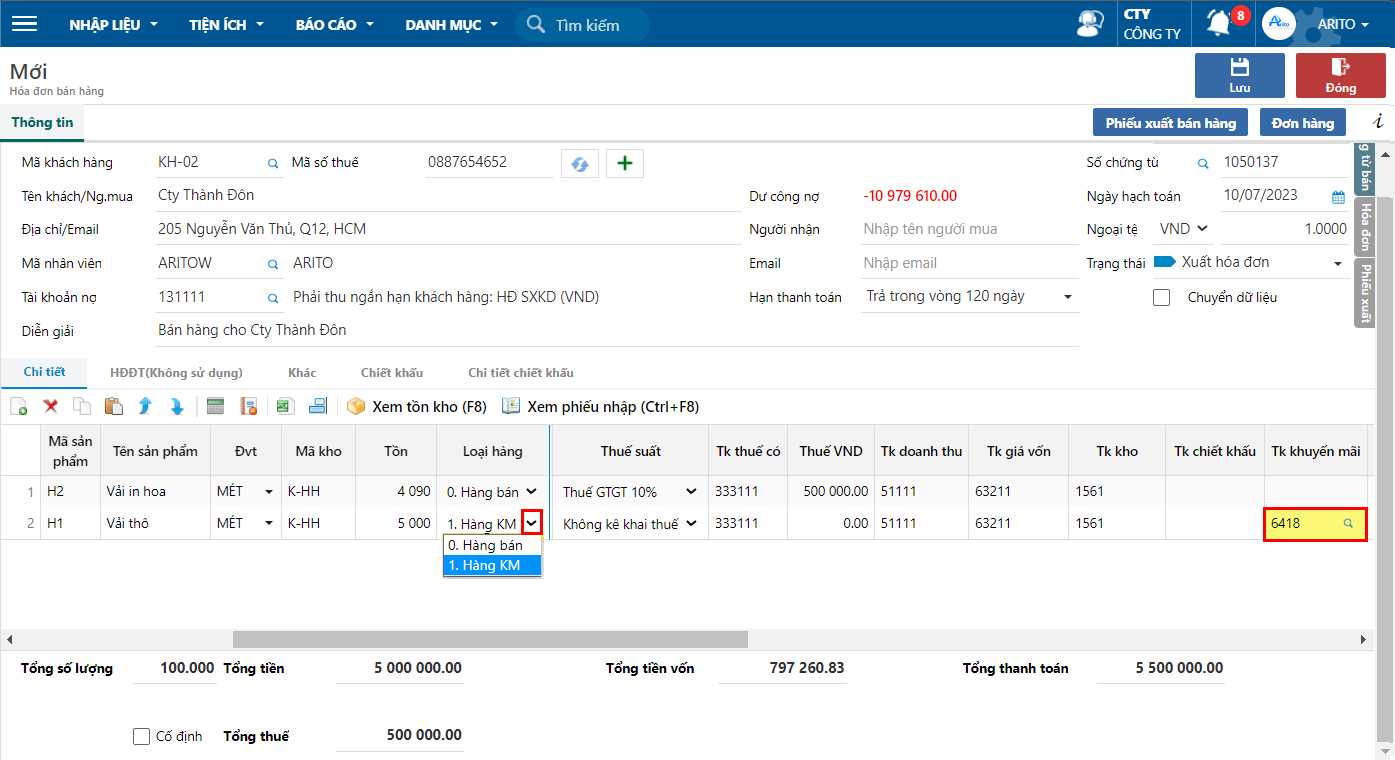 NHẬP LIỆU TIỆN ÍCH BÁO CÁO DANH MỤC Tìm kiếm CTY CÔNG TY 8 Arito ARITO
Mới
Hóa đơn bán hàng
Lưu Đóng
Thông tin Phiếu xuất bán hàng Đơn hàng i
Mã khách hàng KH-02 Mã số thuế 0887654652 Số chứng từ 1050137
Tên khách/Ng.mua Cty Thành Đôn Dư công nợ -10 979 610.00 Ngày hạch toán 10/07/2023
Địa chỉ/Email 205 Nguyễn Văn Thủ, Q12, HCM Người nhận Nhập tên người mua Ngoại tệ VND 1.0000
Mã nhân viên ARITOW ARITO Email Nhập email Trạng thái Xuất hóa đơn
Tài khoản nợ 131111 Phải thu ngắn hạn khách hàng: HĐ SXKD (VND) Hạn thanh toán Trả trong vòng 120 ngày Chuyển dữ liệu
Diễn giải Bán hàng cho Cty Thành Đôn
g từ bán
Hóa đơn
Phiếu xuất
Chi tiết HĐĐT(Không sử dụng) Khác Chiết khấu Chi tiết chiết khấu
Xem tồn kho (F8) Xem phiếu nhập (Ctrl+F8)
Mã sản phẩm Tên sản phẩm Đvt Mã kho Tồn Loại hàng Thuế suất Tk thuế có Thuế VND Tk doanh thu Tk giá vốn Tk kho Tk chiết khấu Tk khuyến mãi
1 H2 Vải in hoa MÉT K-HH 4 090 0. Hàng bán Thuế GTGT 10% 333111 500 000.00 51111 63211 1561
2 H1 Vải thô MÉT K-HH 5 000 1. Hàng KM Không kê khai thuế 333111 0.00 51111 63211 1561 6418
0. Hàng bán
1. Hàng KM
Tổng số lượng 100.000 Tổng tiền 5 000 000.00 Tổng tiền vốn 797 260.83 Tổng thanh toán 5 500 000.00
Cố định Tổng thuế 500 000.00